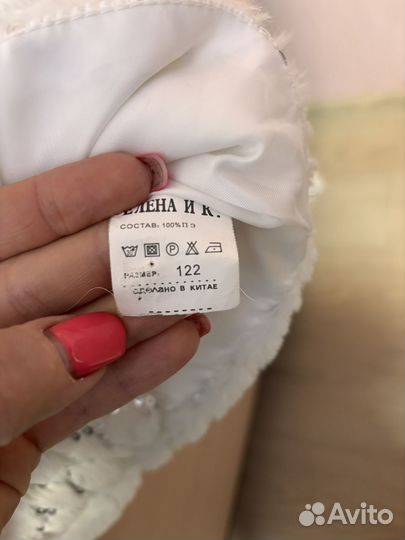 ЕЛЕНА И К.
СОСТАВ: 100% П Э
РАЗМЕР: 122
СДЕЛАНО В КИТАЕ
Avito